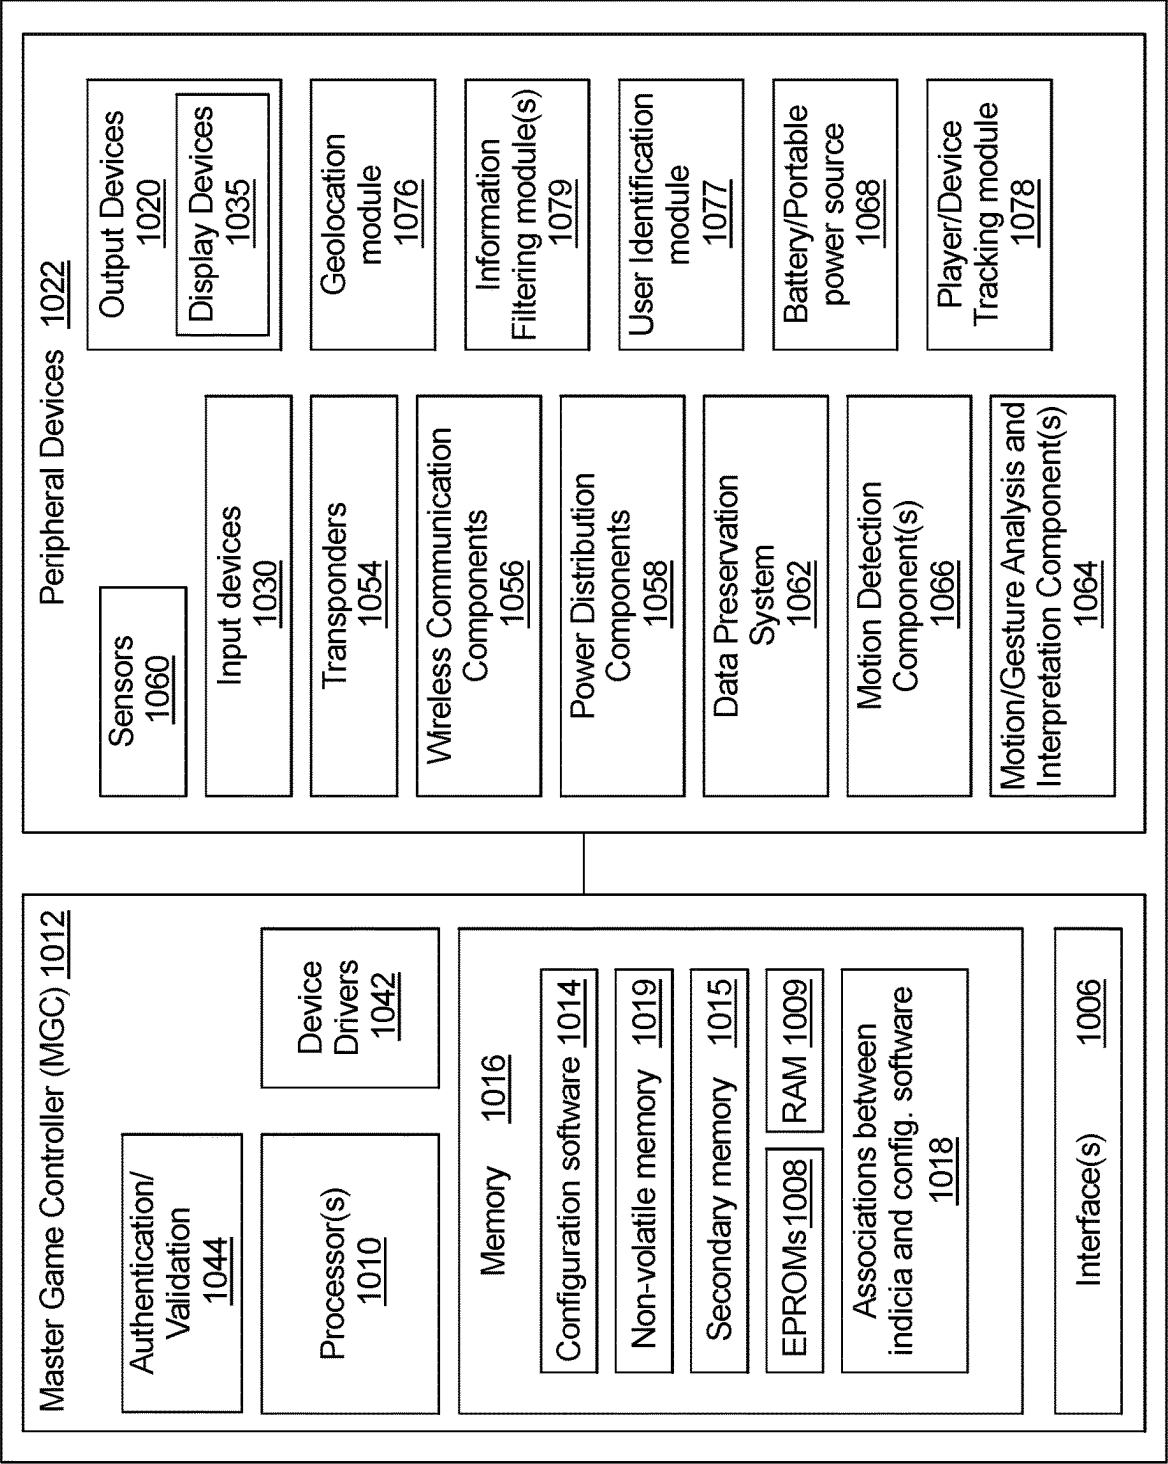 Master Game Controller (MGC) 1012
Authentication/
Validation
1044
Processor(s)
1010
Device
Drivers
1042
Memory 1016
Configuration software 1014
Non-volatile memory 1019
Secondary memory 1015
EPROMs 1008
RAM 1009
Associations between
indicia and config. software
1018
Interface(s) 1006
Peripheral Devices 1022
Sensors
1060
Input devices
1030
Transponders
1054
Wireless Communication
Components
1056
Power Distribution
Components
1058
Data Preservation
System
1062
Motion Detection
Component(s)
1066
Motion/Gesture Analysis and
Interpretation Component(s)
1064
Output Devices
1020
Display Devices
1035
Geolocation
module
1076
Information
Filtering module(s)
1079
User Identification
module
1077
Battery/Portable
power source
1068
Player/Device
Tracking module
1078